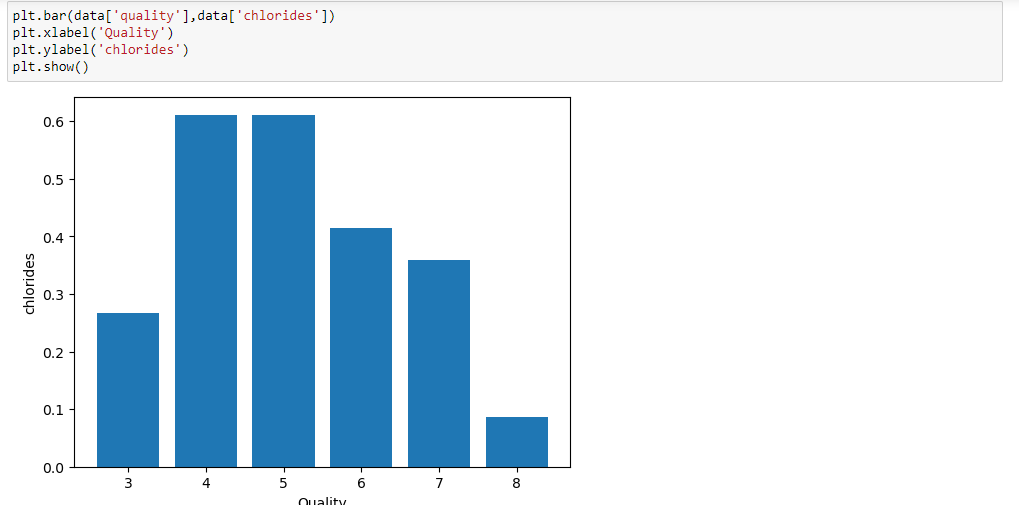 plt.bar(data['quality'],data['chlorides'])
plt.xlabel('Quality')
plt.ylabel('chlorides')
plt.show()
0.6
0.5
0.4
0.3
0.2
0.1
0.0
chlorides
3 4 5 6 7 8
Quality